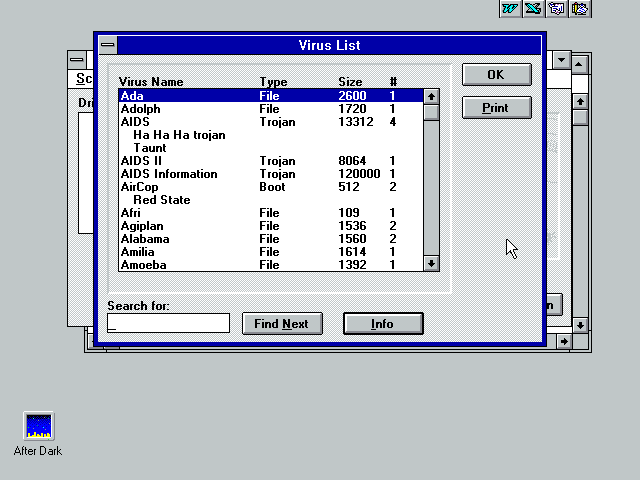 Virus List
Sc
Dri
Virus Name Type Size #
Ada File 2600 1
Adolph File 1720 1
AIDS Trojan 13312 4
Ha Ha Ha trojan
Taunt
AIDS II Trojan 8064 1
AIDS Information Trojan 120000 1
AirCop Boot 512 2
Red State
Afri File 109 1
Agiplan File 1536 2
Alabama File 1560 2
Amilia File 1614 1
Amoeba File 1392 1
OK
Print
Search for:
_
Find Next
Info
n
After Dark